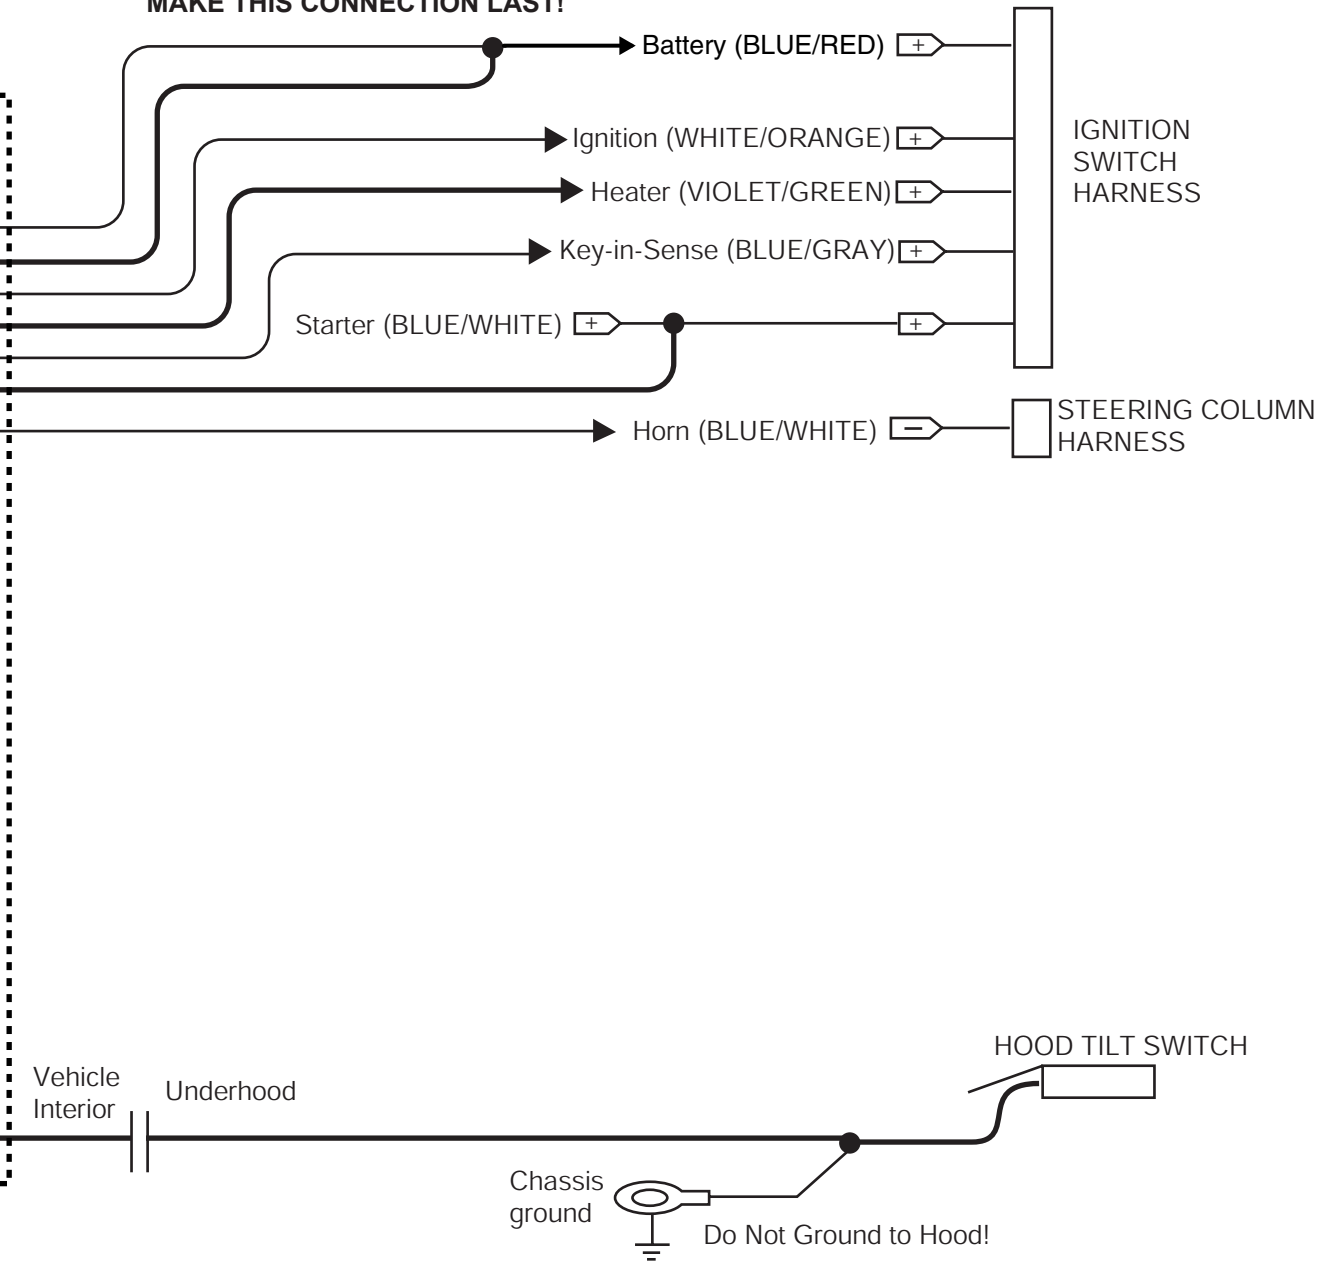 MAKE THIS CONNECTION LAST!
Battery (BLUE/RED) +
Ignition (WHITE/ORANGE) +
IGNITION
SWITCH
HARNESS
Heater (VIOLET/GREEN) +
Key-in-Sense (BLUE/GRAY) +
Starter (BLUE/WHITE) + +
Horn (BLUE/WHITE) −
STEERING COLUMN
HARNESS
HOOD TILT SWITCH
Vehicle
Interior
Underhood
Chassis
ground
Do Not Ground to Hood!